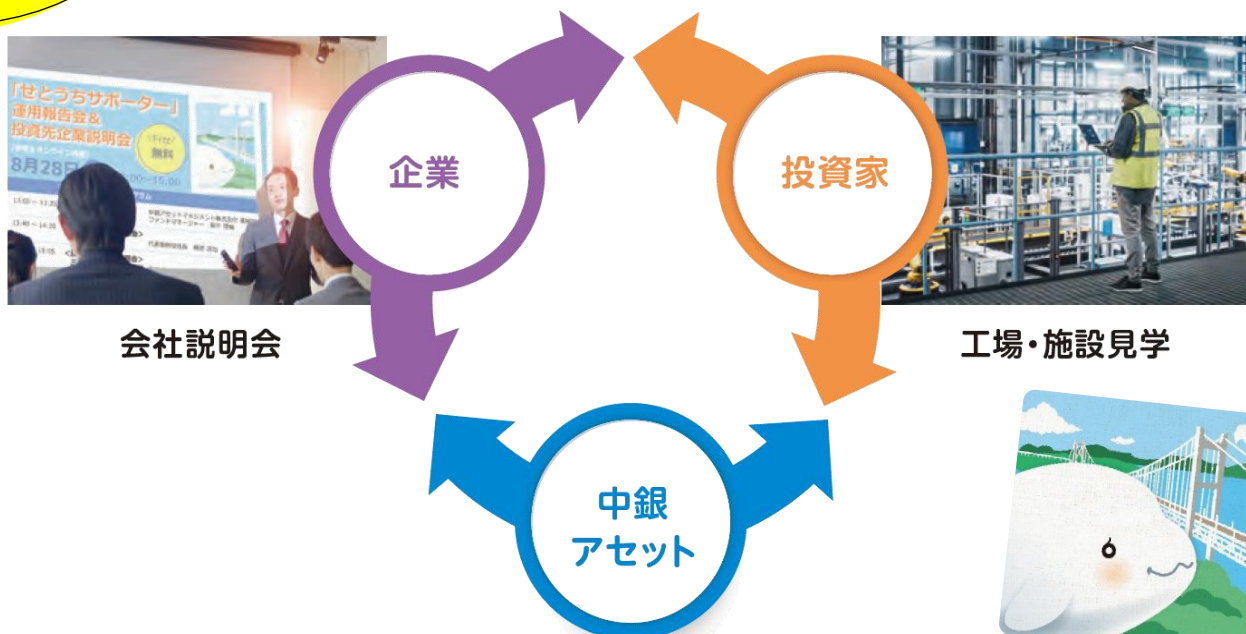 「せとうちサポーター」
運用報告会&
投資先企業説明会
無料
8月28日
企業
投資家
会社説明会
工場・施設見学
中銀
アセット